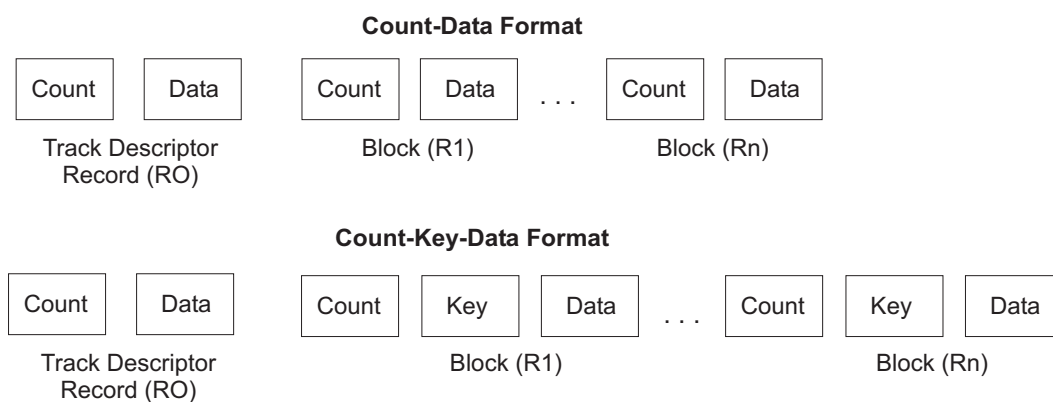 Count-Data Format
Count Data Count Data . . . Count Data
Track Descriptor
Record (RO)
Block (R1)
Block (Rn)
Count-Key-Data Format
Count Data Count Key Data . . . Count Key Data
Track Descriptor
Record (RO)
Block (R1)
Block (Rn)